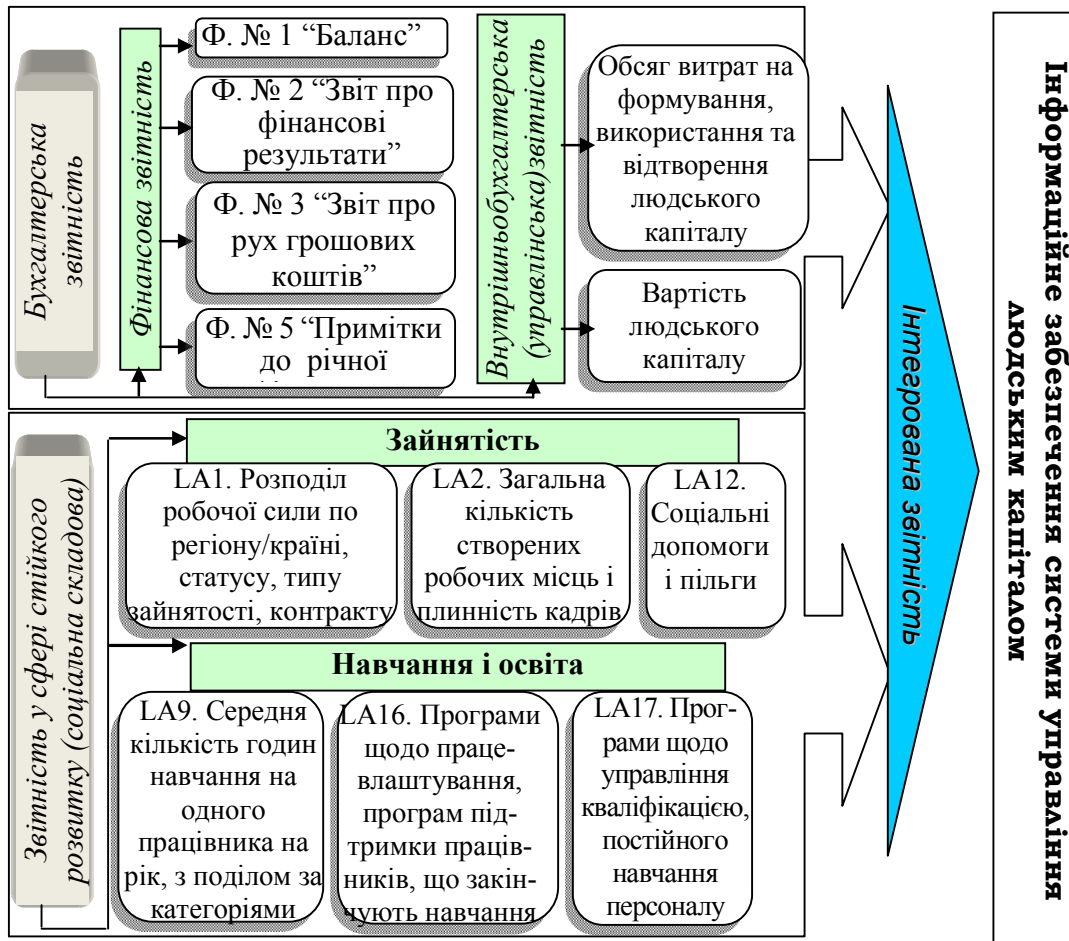 Бухгалтерська
звітність
Фінансова звітність
Ф. № 1 “Баланс”
Ф. № 2 “Звіт про
фінансові
результати”
Ф. № 3 “Звіт про
рух грошових
коштів”
Ф. № 5 “Примітки
до річної
Внутрішньобухгалтерська
(управлінська)звітність
Обсяг витрат на
формування,
використання та
відтворення
людського
капіталу
Вартість
людського
капіталу
Звітність у сфері стійкого
розвитку (соціальна складова)
Зайнятість
LA1. Розподіл
робочої сили по
регіону/країні,
статусу, типу
зайнятості, контракту
LA2. Загальна
кількість
створених
робочих місць і
плинність кадрів
LA12.
Соціальні
допомоги
і пільги
Навчання і освіта
LA9. Середня
кількість годин
навчання на
одного
працівника на
рік, з поділом за
категоріями
LA16. Програми
щодо праце-
влаштування,
програм під-
тримки праців-
ників, що закін-
чують навчання
LA17. Прог-
рами щодо
управління
кваліфікацією,
постійного
навчання
персоналу
Інтегрована звітність
Інформаційне забезпечення системи управління
людським капіталом